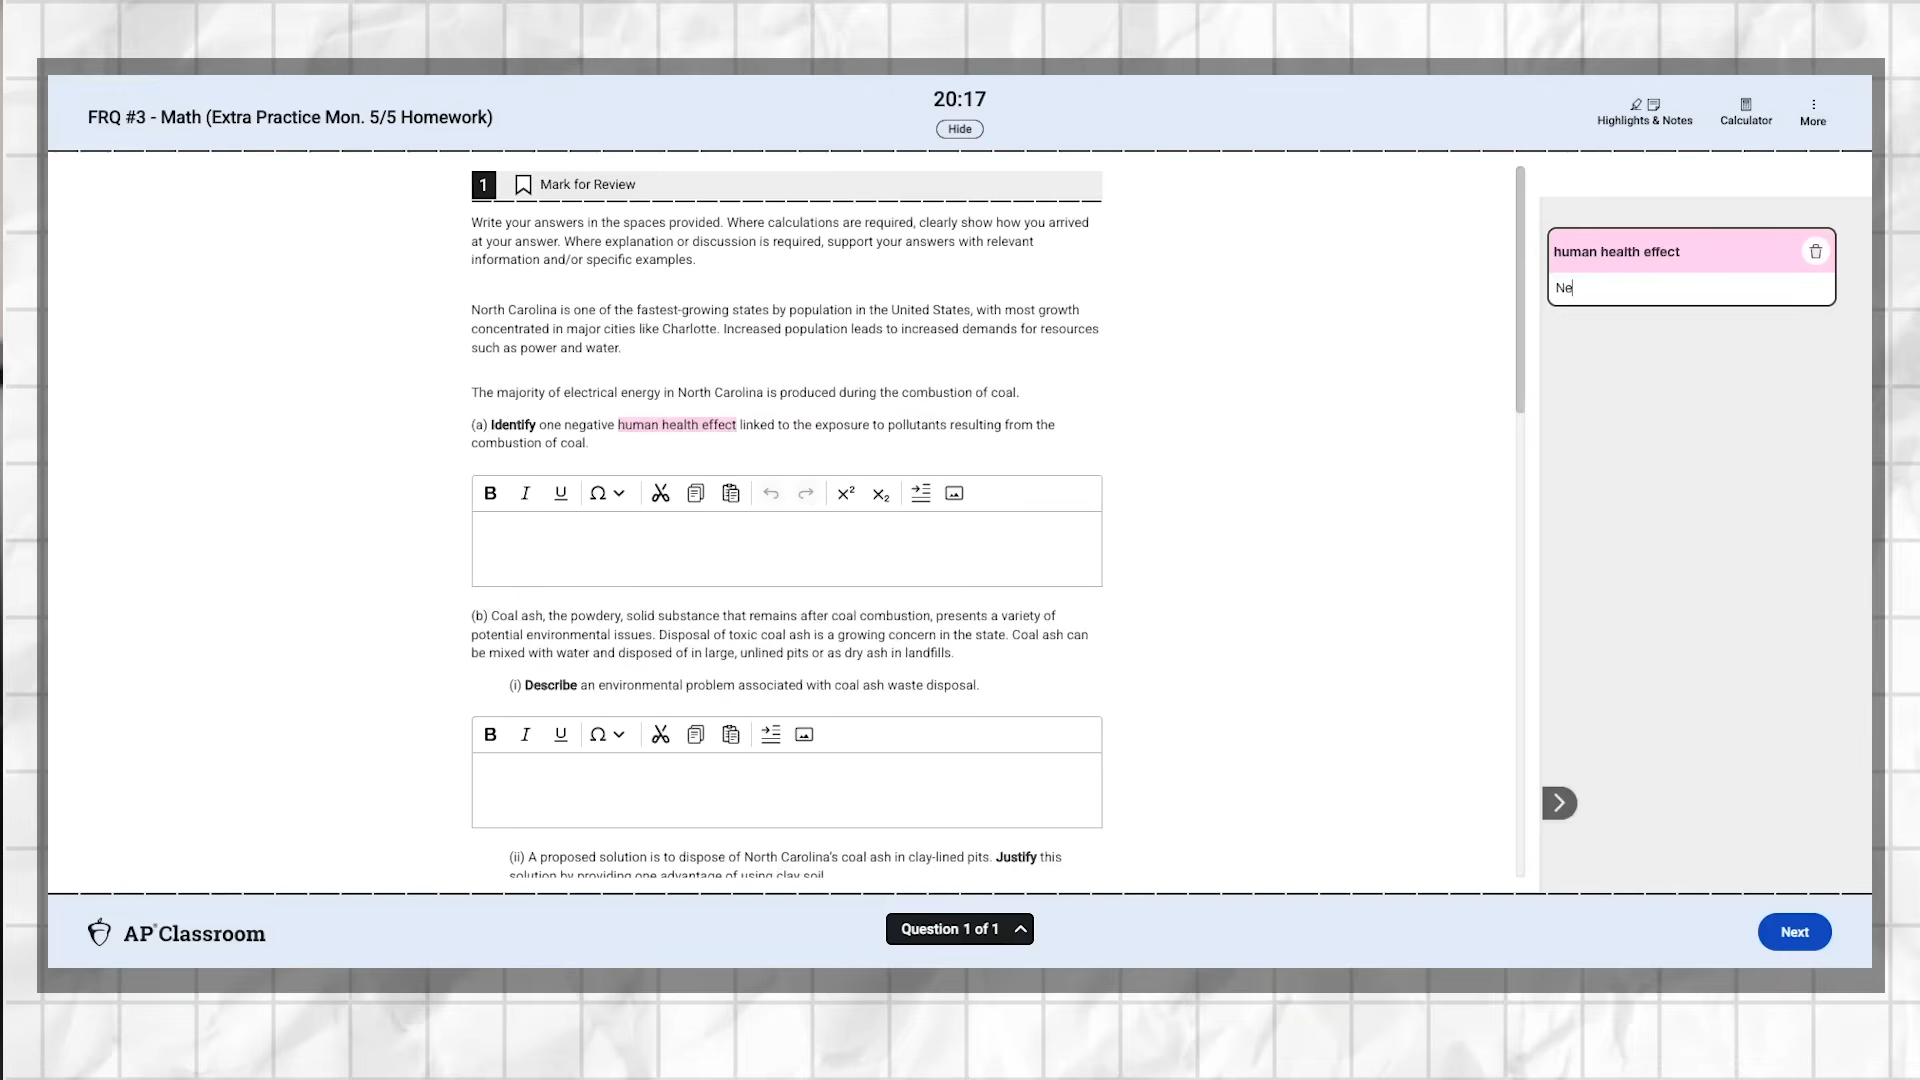 FRQ #3 - Math (Extra Practice Mon. 5/5 Homework)
20:17
Hide
Highlights & Notes
Calculator
More
1
Mark for Review
Write your answers in the spaces provided. Where calculations are required, clearly show how you arrived
at your answer. Where explanation or discussion is required, support your answers with relevant
information and/or specific examples.
North Carolina is one of the fastest-growing states by population in the United States, with most growth
concentrated in major cities like Charlotte. Increased population leads to increased demands for resources
such as power and water.
The majority of electrical energy in North Carolina is produced during the combustion of coal.
(a) Identify one negative human health effect linked to the exposure to pollutants resulting from the
combustion of coal.
B I U Ω X² X₂
(b) Coal ash, the powdery, solid substance that remains after coal combustion, presents a variety of
potential environmental issues. Disposal of toxic coal ash is a growing concern in the state. Coal ash can
be mixed with water and disposed of in large, unlined pits or as dry ash in landfills.
(i) Describe an environmental problem associated with coal ash waste disposal.
B I U Ω
(ii) A proposed solution is to dispose of North Carolina's coal ash in clay-lined pits. Justify this
solution by providing one advantage of using clay soil
human health effect
Ne
AP Classroom
Question 1 of 1
Next